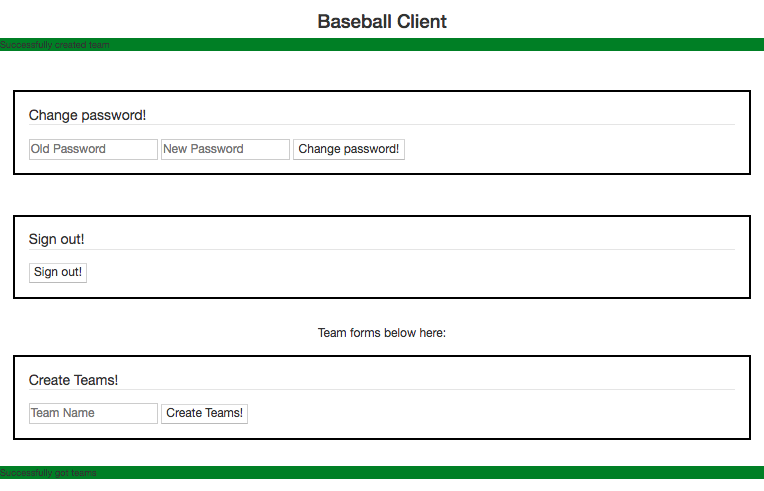 Baseball Client
Successfully created team
Change password!
Old Password New Password Change password!
Sign out!
Sign out!
Team forms below here:
Create Teams!
Team Name Create Teams!
Successfully got teams